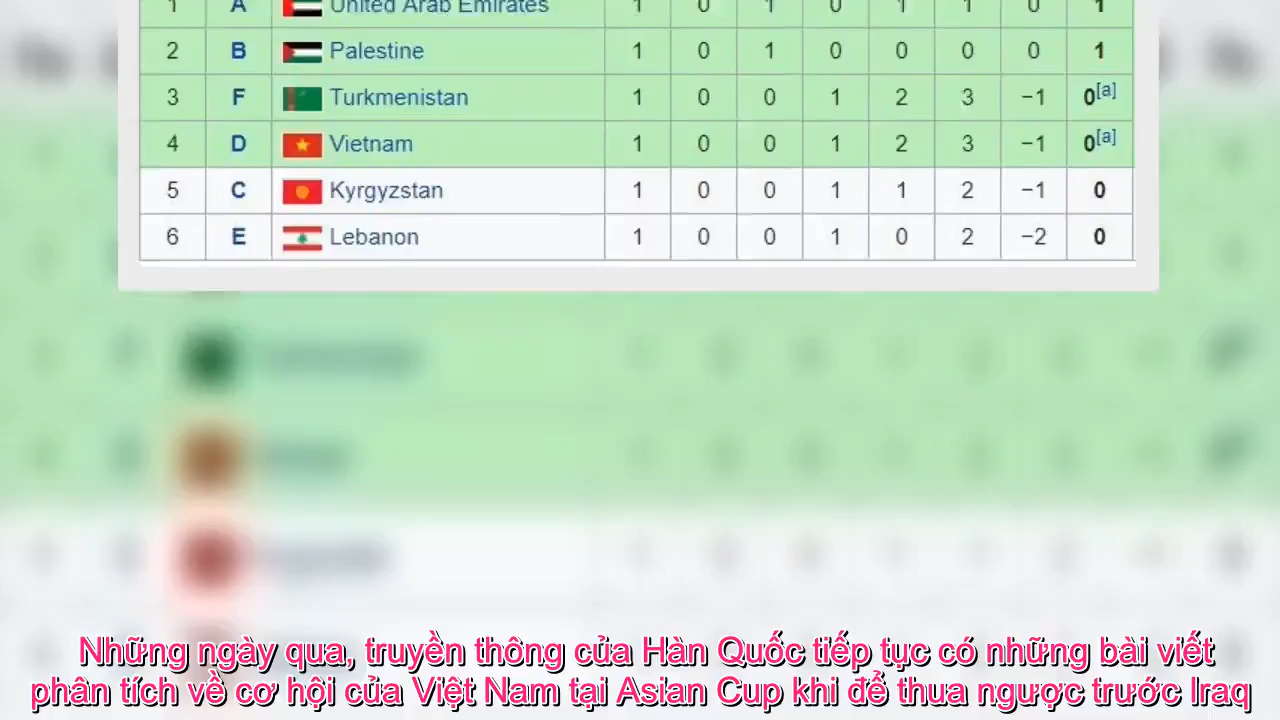 1 A United Arab Emirates 1 0 1 0 1 1 0 1
2 B Palestine 1 0 1 0 0 0 0 1
3 F Turkmenistan 1 0 0 1 2 3 −1 0[a]
4 D Vietnam 1 0 0 1 2 3 −1 0[a]
5 C Kyrgyzstan 1 0 0 1 1 2 −1 0
6 E Lebanon 1 0 0 1 0 2 −2 0
Những ngày qua, truyền thông của Hàn Quốc tiếp tục có những bài viết
phân tích về cơ hội của Việt Nam tại Asian Cup khi để thua ngược trước Iraq